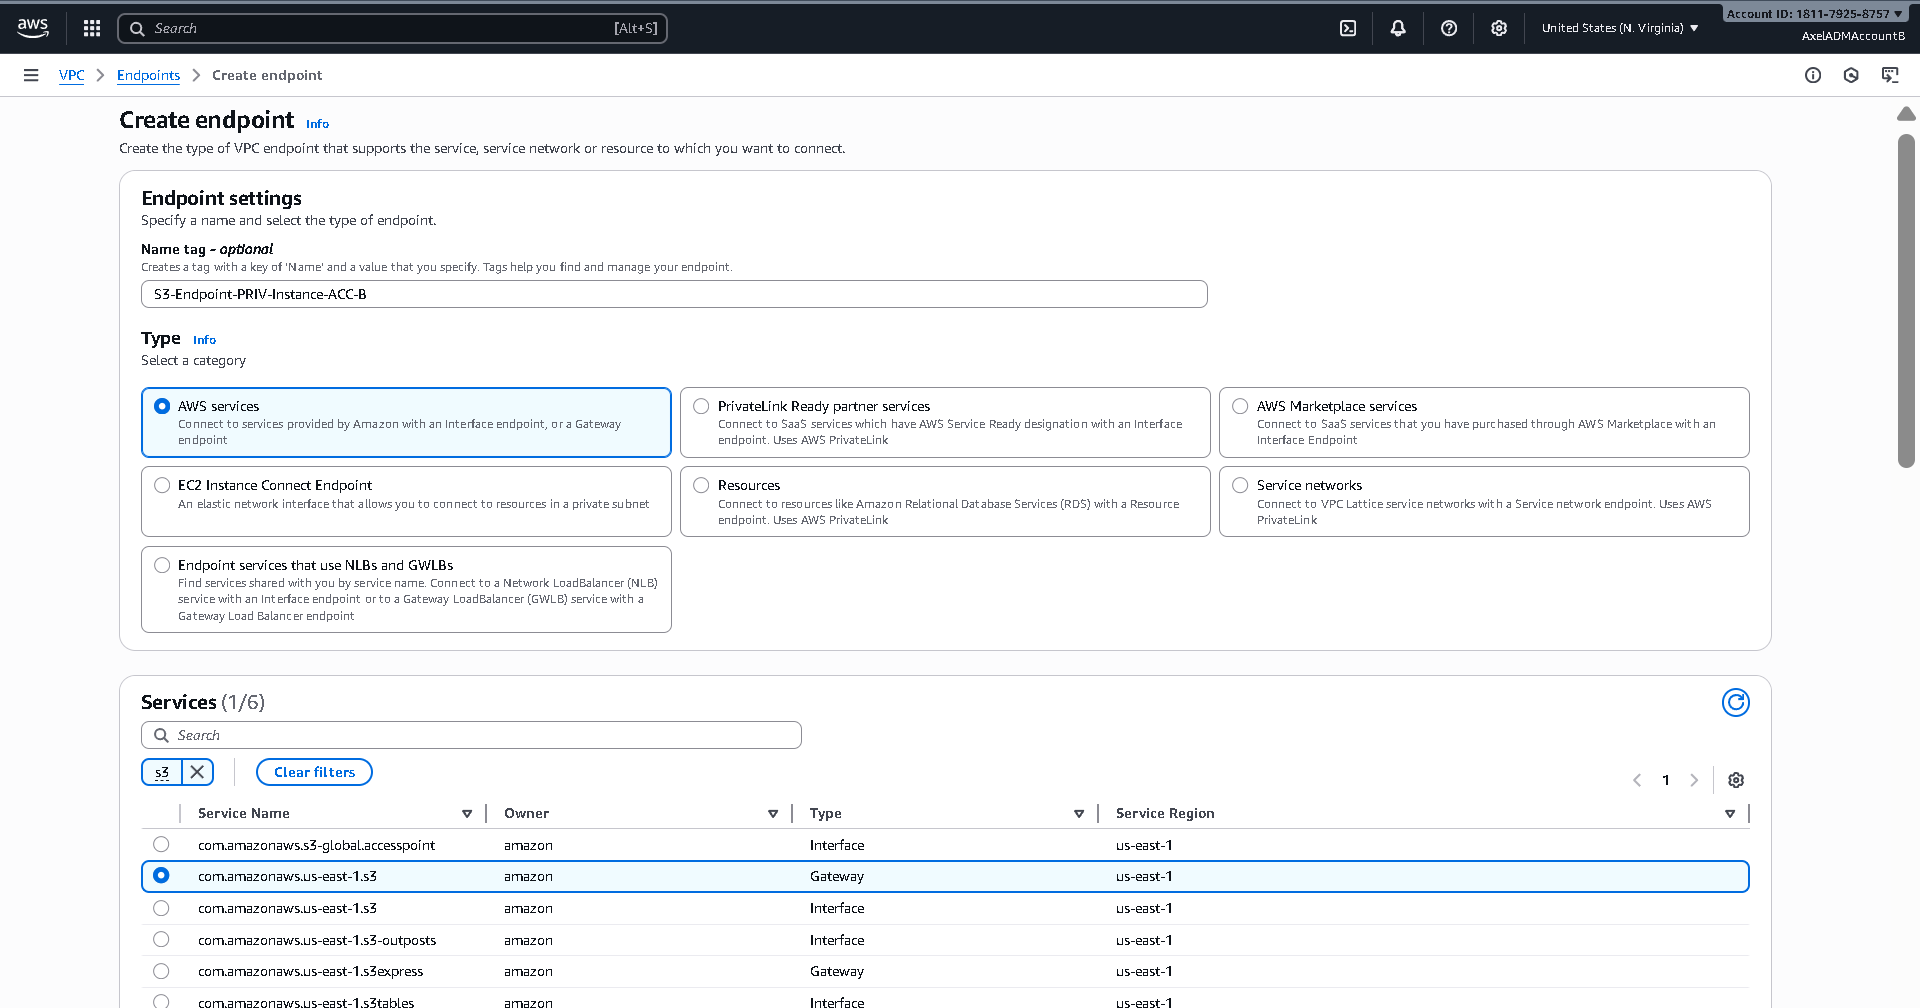 aws
Search [Alt+S]
United States (N. Virginia) ▼
Account ID: 1811-7925-8757 ▼
AxelADMAccountB
VPC > Endpoints > Create endpoint
Create endpoint Info
Create the type of VPC endpoint that supports the service, service network or resource to which you want to connect.
Endpoint settings
Specify a name and select the type of endpoint.
Name tag - optional
Creates a tag with a key of 'Name' and a value that you specify. Tags help you find and manage your endpoint.
S3-Endpoint-PRIV-Instance-ACC-B
Type Info
Select a category
AWS services
Connect to services provided by Amazon with an Interface endpoint, or a Gateway
endpoint
PrivateLink Ready partner services
Connect to SaaS services which have AWS Service Ready designation with an Interface
endpoint. Uses AWS PrivateLink
AWS Marketplace services
Connect to SaaS services that you have purchased through AWS Marketplace with an
Interface Endpoint
EC2 Instance Connect Endpoint
An elastic network interface that allows you to connect to resources in a private subnet
Resources
Connect to resources like Amazon Relational Database Services (RDS) with a Resource
endpoint. Uses AWS PrivateLink
Service networks
Connect to VPC Lattice service networks with a Service network endpoint. Uses AWS
PrivateLink
Endpoint services that use NLBs and GWLBs
Find services shared with you by service name. Connect to a Network LoadBalancer (NLB)
service with an Interface endpoint or to a Gateway LoadBalancer (GWLB) service with a
Gateway Load Balancer endpoint
Services (1/6)
Search
s3 Clear filters
1
Service Name Owner Type Service Region
com.amazonaws.s3-global.accesspoint amazon Interface us-east-1
com.amazonaws.us-east-1.s3 amazon Gateway us-east-1
com.amazonaws.us-east-1.s3 amazon Interface us-east-1
com.amazonaws.us-east-1.s3-outposts amazon Interface us-east-1
com.amazonaws.us-east-1.s3express amazon Gateway us-east-1
com.amazonaws.us-east-1.s3tables amazon Interface us-east-1